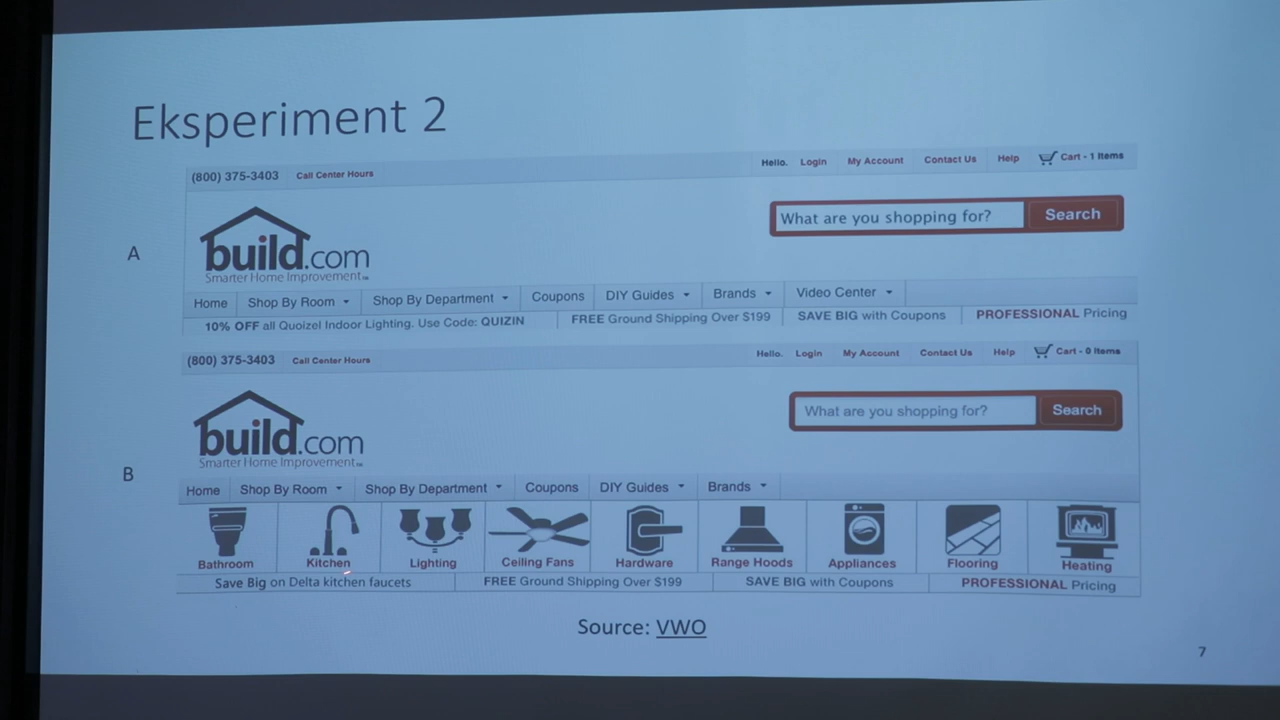 Eksperiment 2
(800) 375-3403 Call Center Hours Hello. Login My Account Contact Us Help Cart - 1 Items
What are you shopping for? Search
A
build.com
Smarter Home Improvement™
Home Shop By Room Shop By Department Coupons DIY Guides Brands Video Center
10% OFF all Quoizel Indoor Lighting. Use Code: QUIZIN FREE Ground Shipping Over $199 SAVE BIG with Coupons PROFESSIONAL Pricing
(800) 375-3403 Call Center Hours Hello. Login My Account Contact Us Help Cart - 0 Items
What are you shopping for? Search
build.com
Smarter Home Improvement™
B
Home Shop By Room Shop By Department Coupons DIY Guides Brands
Bathroom Kitchen Lighting Ceiling Fans Hardware Range Hoods Appliances Flooring Heating
Save Big on Delta kitchen faucets FREE Ground Shipping Over $199 SAVE BIG with Coupons PROFESSIONAL Pricing
Source: VWO
7